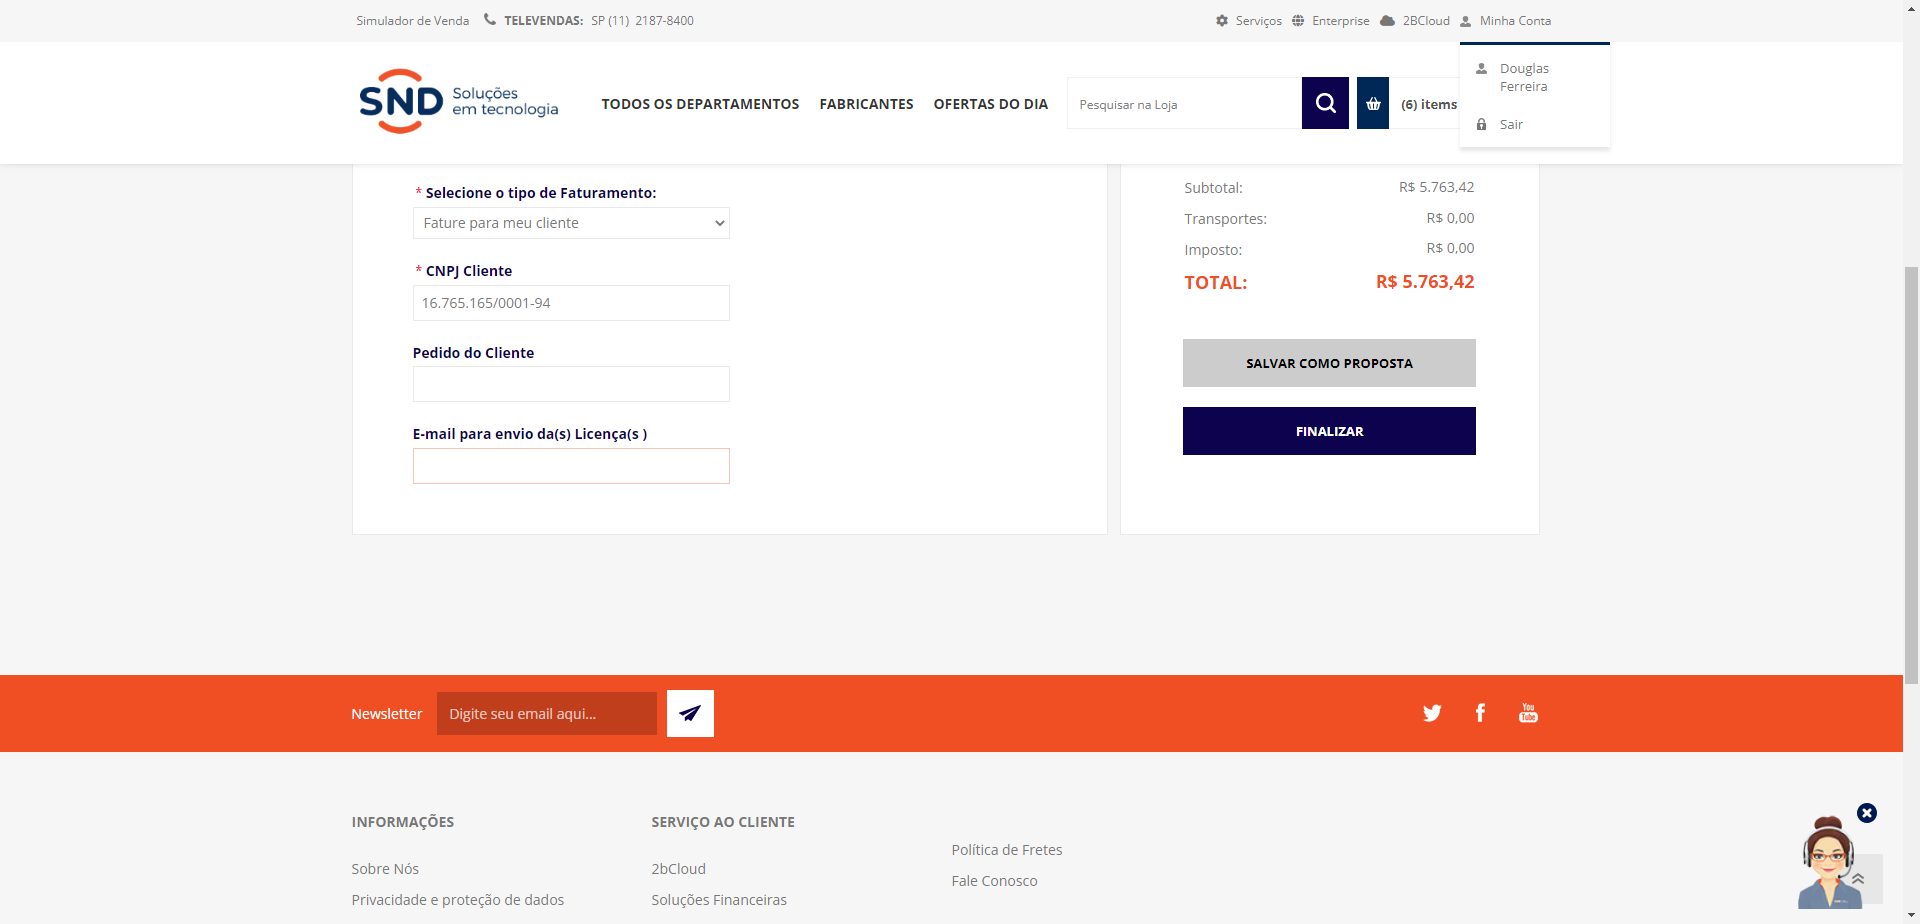 Simulador de Venda TELEVENDAS: SP (11) 2187-8400 Serviços Enterprise 2BCloud Minha Conta
Douglas
Ferreira
Sair
SND Soluções
em tecnologia
TODOS OS DEPARTAMENTOS FABRICANTES OFERTAS DO DIA Pesquisar na Loja (6) items
* Selecione o tipo de Faturamento:
Fature para meu cliente
* CNPJ Cliente
16.765.165/0001-94
Pedido do Cliente
E-mail para envio da(s) Licença(s )
Subtotal: R$ 5.763,42
Transportes: R$ 0,00
Imposto: R$ 0,00
TOTAL: R$ 5.763,42
SALVAR COMO PROPOSTA
FINALIZAR
Newsletter Digite seu email aqui... You Tube
INFORMAÇÕES
Sobre Nós
Privacidade e proteção de dados
SERVIÇO AO CLIENTE
2bCloud
Soluções Financeiras
Política de Fretes
Fale Conosco